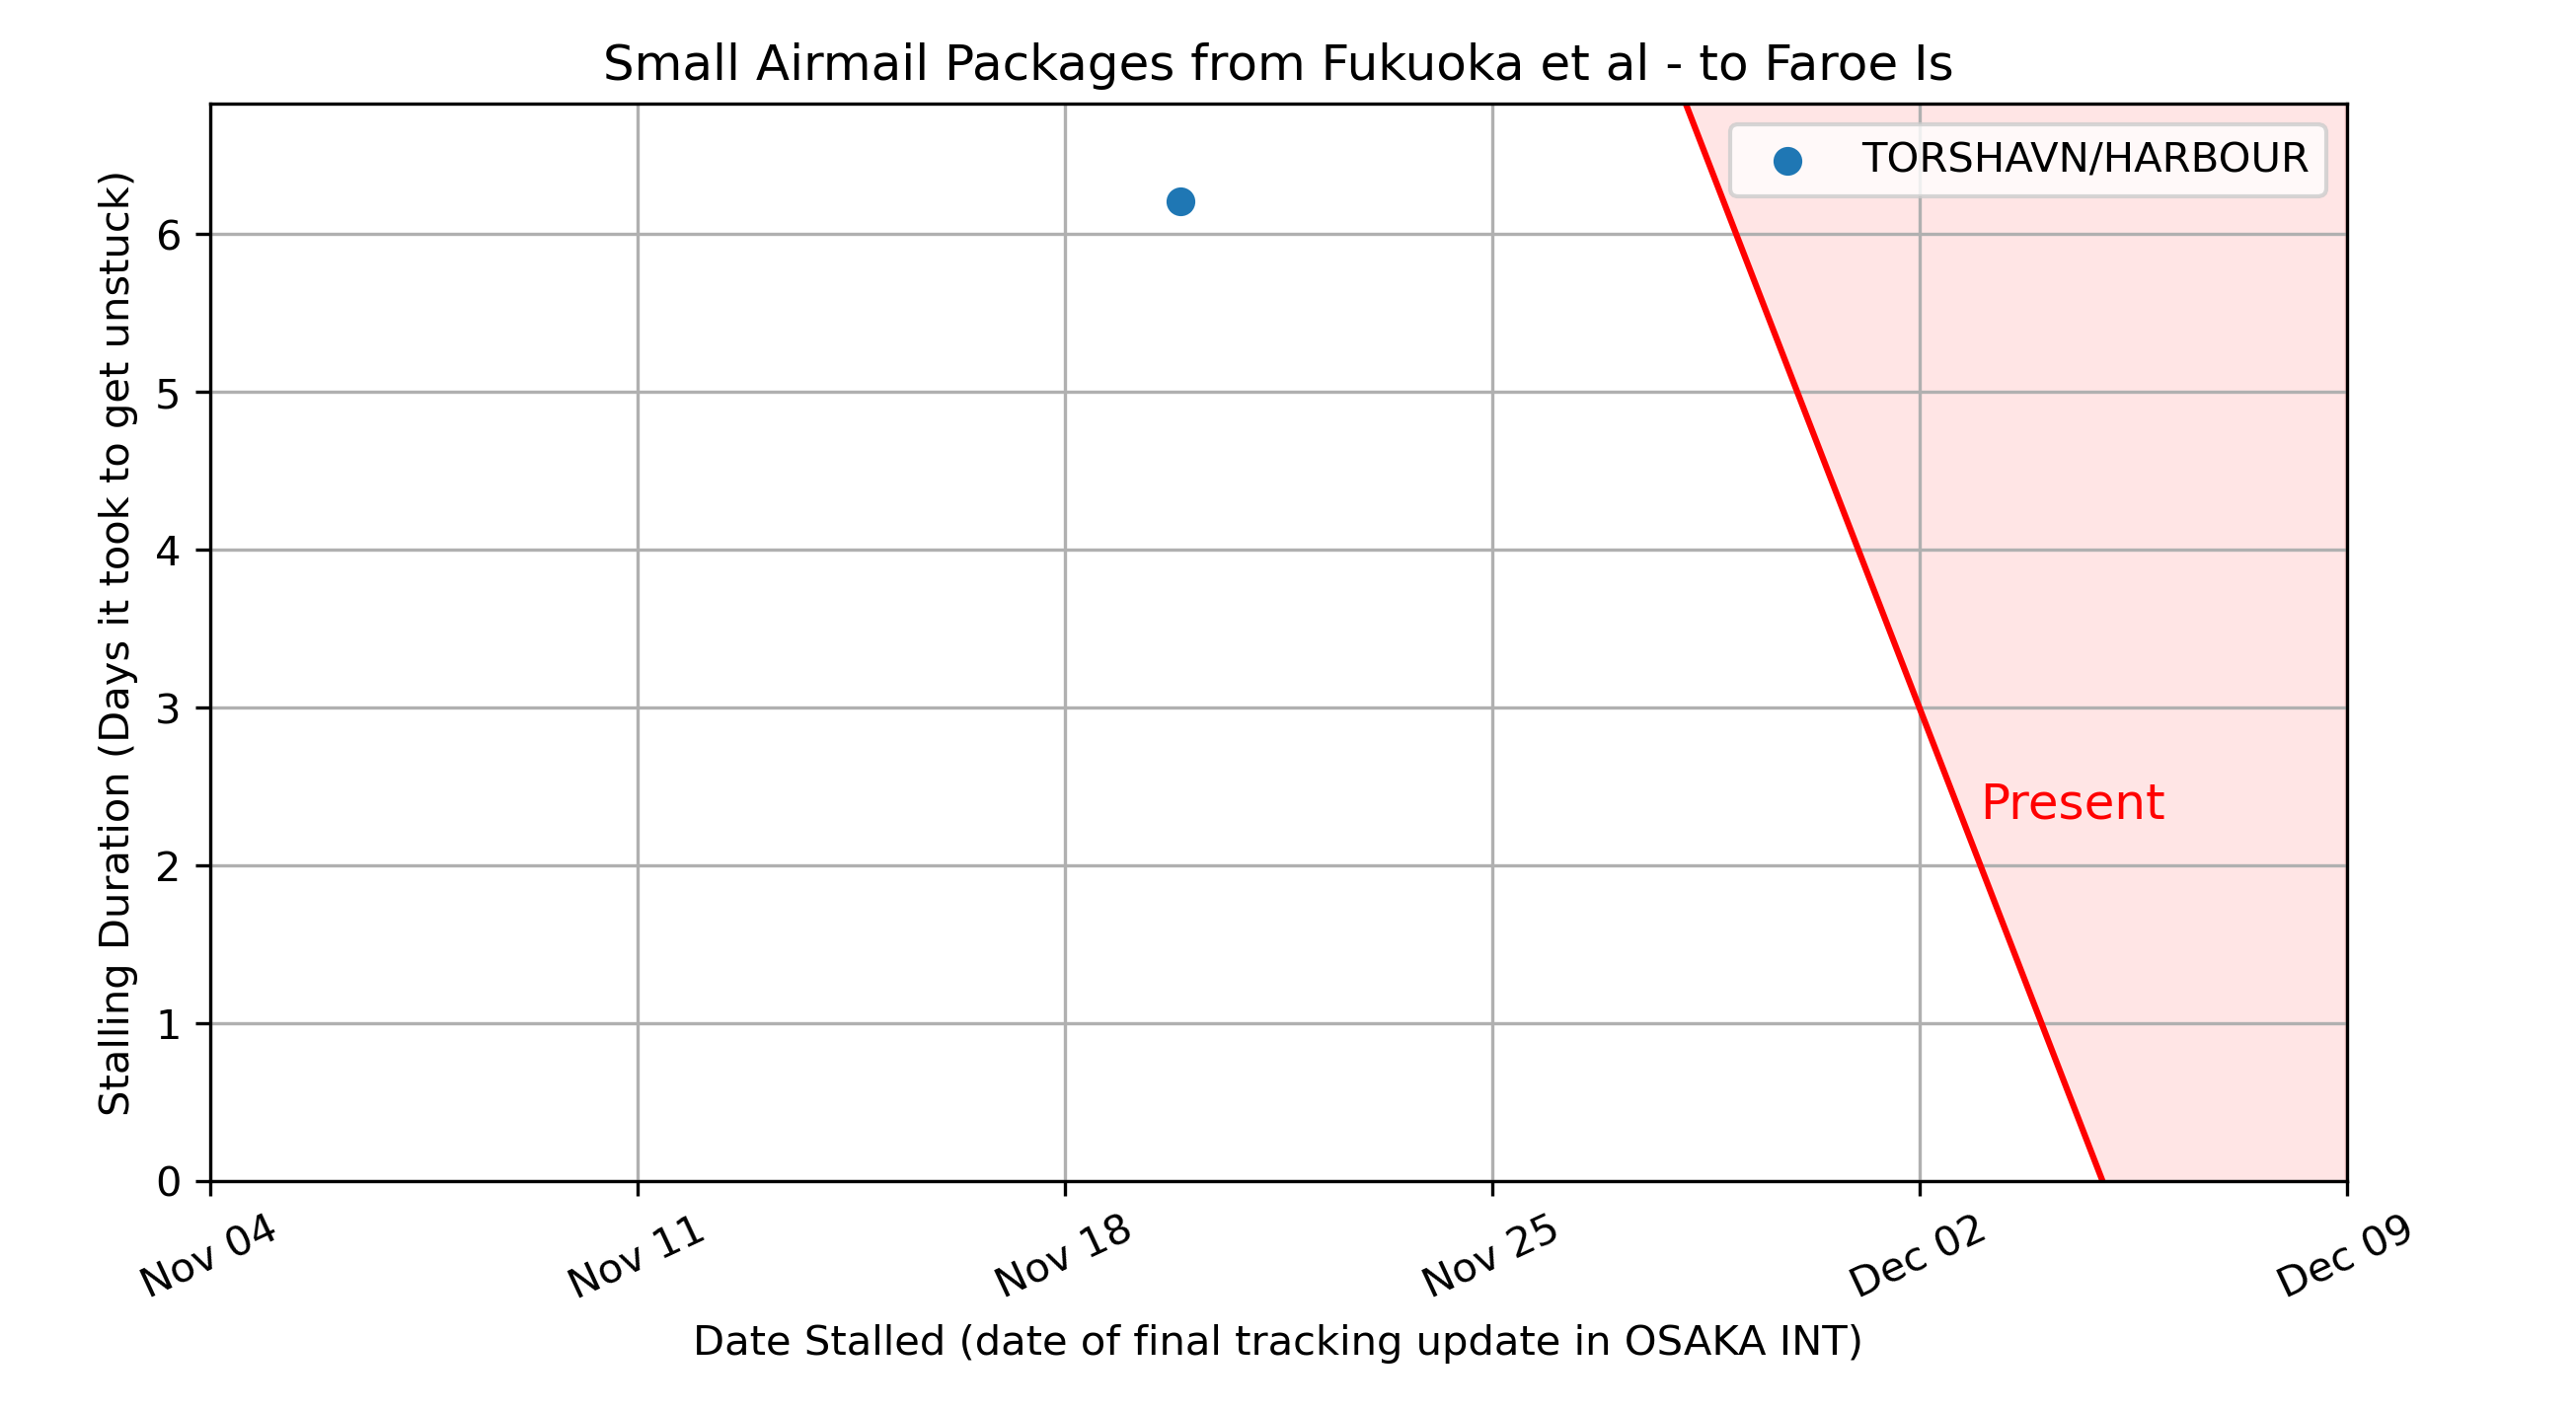 Small Airmail Packages from Fukuoka et al - to Faroe Is
TORSHAVN/HARBOUR
Stalling Duration (Days it took to get unstuck)
6
5
4
3
2
1
0
Present
Nov 04
Nov 11
Nov 18
Nov 25
Dec 02
Dec 09
Date Stalled (date of final tracking update in OSAKA INT)